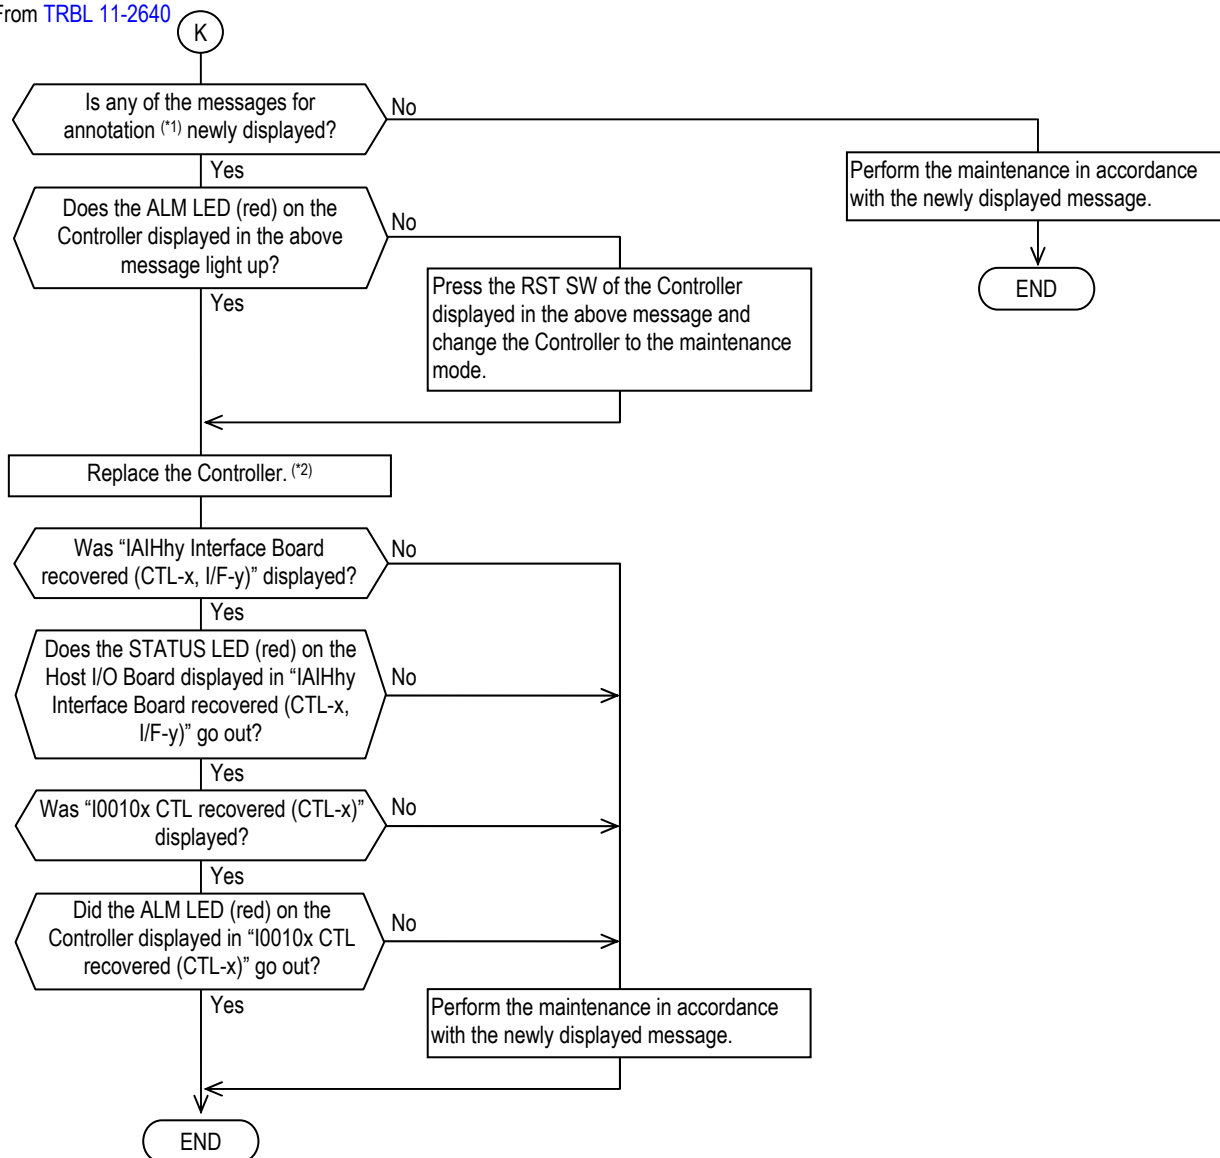 From TRBL 11-2640
K
Is any of the messages for
annotation (*1) newly displayed?
No
Yes
Perform the maintenance in accordance
with the newly displayed message.
END
Does the ALM LED (red) on the
Controller displayed in the above
message light up?
No
Yes
Press the RST SW of the Controller
displayed in the above message and
change the Controller to the maintenance
mode.
Replace the Controller. (*2)
Was “IAIHhy Interface Board
recovered (CTL-x, I/F-y)” displayed?
No
Yes
Does the STATUS LED (red) on the
Host I/O Board displayed in “IAIHhy
Interface Board recovered (CTL-x,
I/F-y)” go out?
No
Yes
Was “I0010x CTL recovered (CTL-x)”
displayed?
No
Yes
Did the ALM LED (red) on the
Controller displayed in “I0010x CTL
recovered (CTL-x)” go out?
No
Yes
Perform the maintenance in accordance
with the newly displayed message.
END